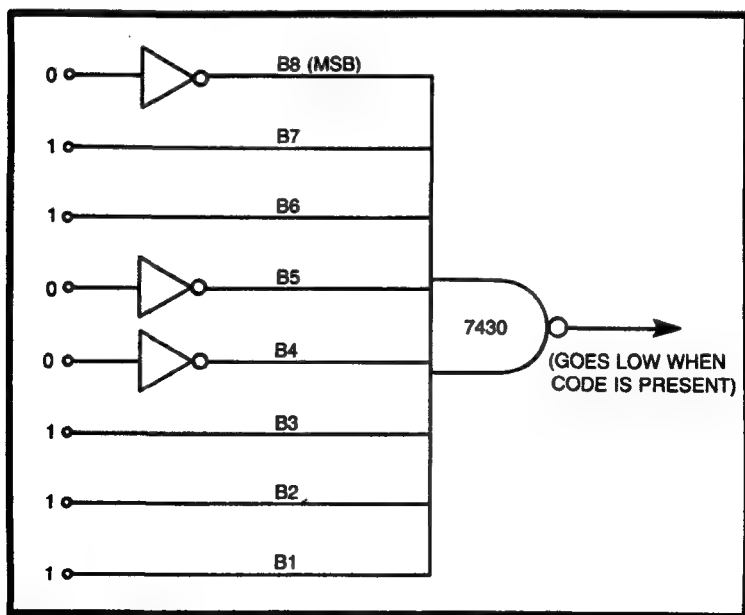 0 B8 (MSB)
1 B7
1 B6
0 B5
7430
0 B4
(GOES LOW WHEN
CODE IS PRESENT)
1 B3
1 B2
1 B1